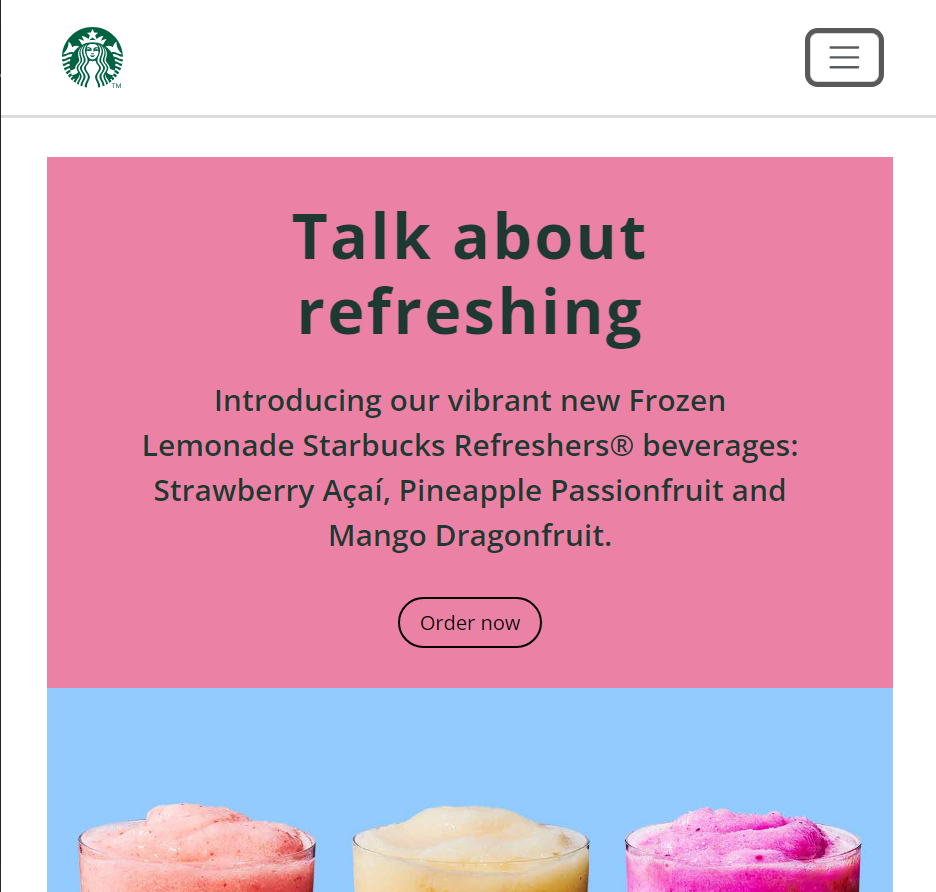 TM
Talk about
refreshing
Introducing our vibrant new Frozen
Lemonade Starbucks Refreshers® beverages:
Strawberry Açaí, Pineapple Passionfruit and
Mango Dragonfruit.
Order now